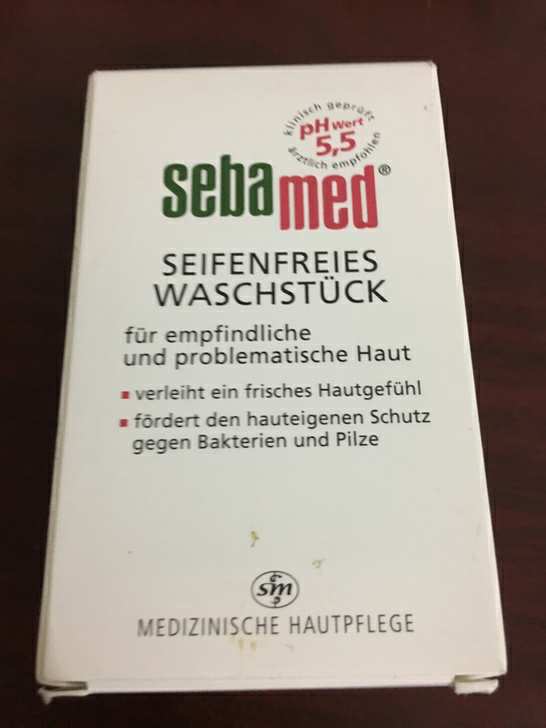 klinisch geprüft
pH Wert
5,5
ärztlich empfohlen
sebamed®
SEIFENFREIES
WASCHSTÜCK
für empfindliche
und problematische Haut
▪ verleiht ein frisches Hautgefühl
▪ fördert den hauteigenen Schutz
gegen Bakterien und Pilze
sm
MEDIZINISCHE HAUTPFLEGE